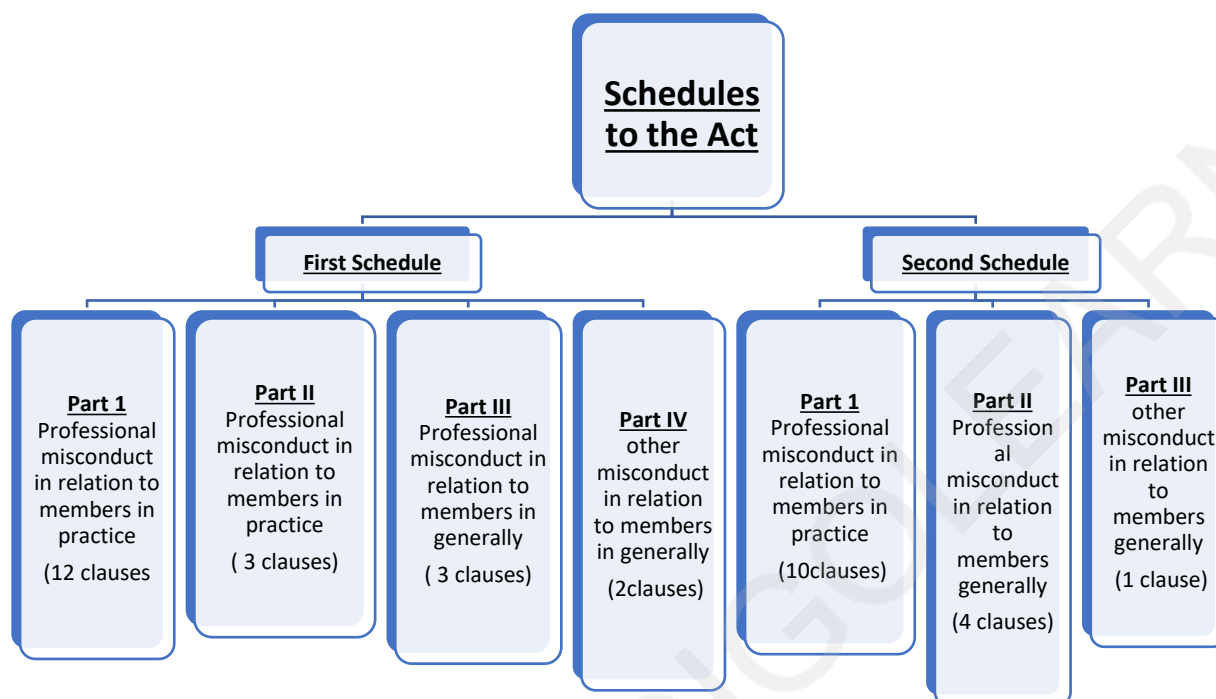 Schedules
to the Act
First Schedule
Second Schedule
Part 1
Professional
misconduct
in relation to
members in
practice
(12 clauses
Part II
Professional
misconduct in
relation to
members in
practice
( 3 clauses)
Part III
Professional
misconduct in
relation to
members in
generally
( 3 clauses)
Part IV
other
misconduct
in relation
to members
in generally
(2clauses)
Part 1
Professional
misconduct in
relation to
members in
practice
(10clauses)
Part II
Profession
al
misconduct
in relation
to
members
generally
(4 clauses)
Part III
other
misconduct
in relation
to
members
generally
(1 clause)